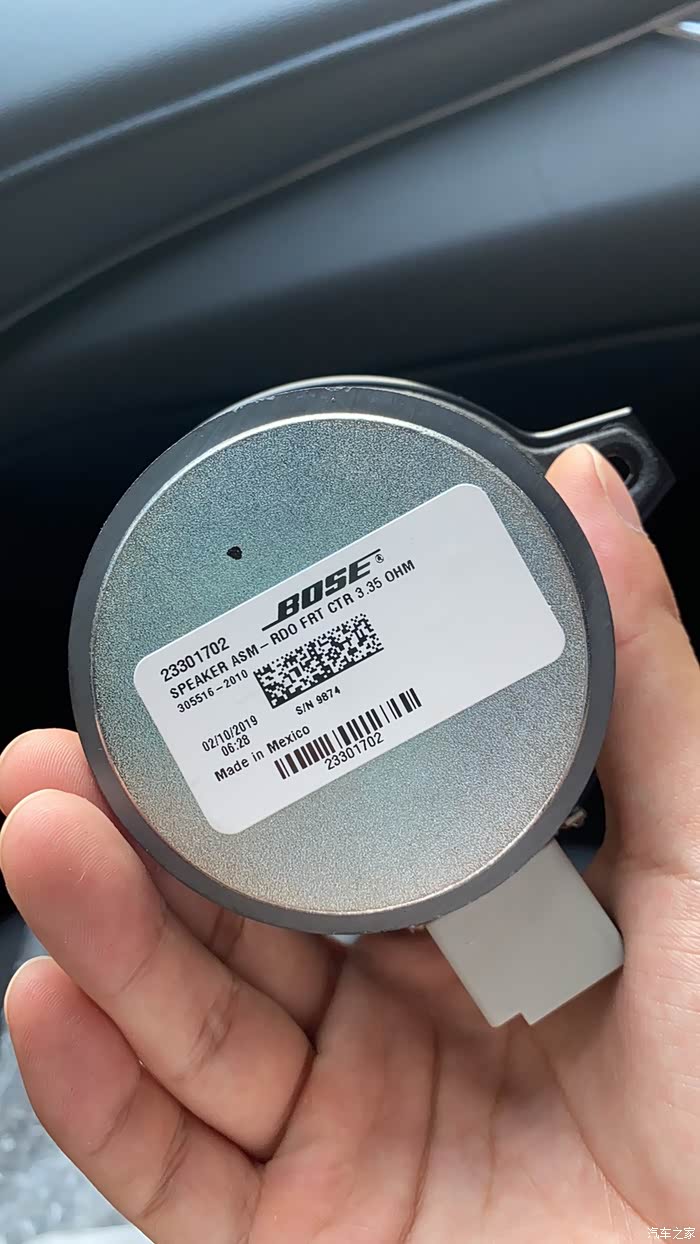 BOSE®
23301702
SPEAKER ASM-RDO FRT CTR 3.35 OHM
305516-2010
S/N 9874
02/10/2019
06:28
Made in Mexico
23301702
汽车之家